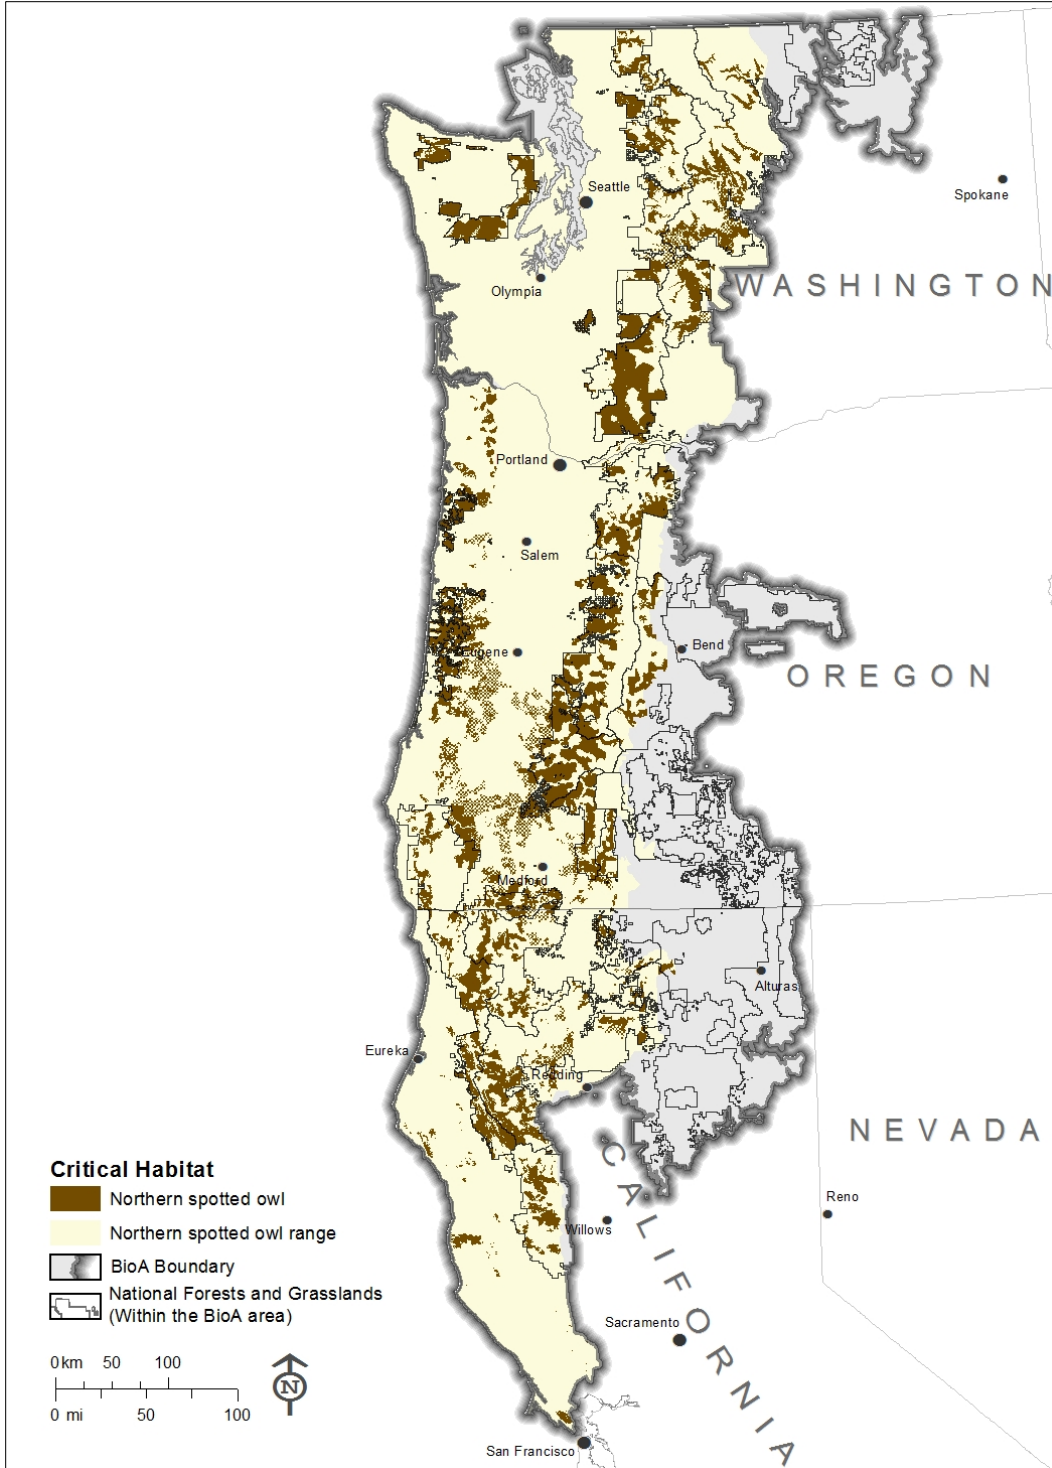 Seattle
Spokane
WASHINGTON
Olympia
Portland
Salem
Eugene
Bend
OREGON
Medford
Alturas
Eureka
Redding
NEVADA
CALIFORNIA
Critical Habitat
Northern spotted owl
Northern spotted owl range
BioA Boundary
National Forests and Grasslands
(Within the BioA area)
Reno
Willows
Sacramento
0 km 50 100
N
0 mi 50 100
San Francisco